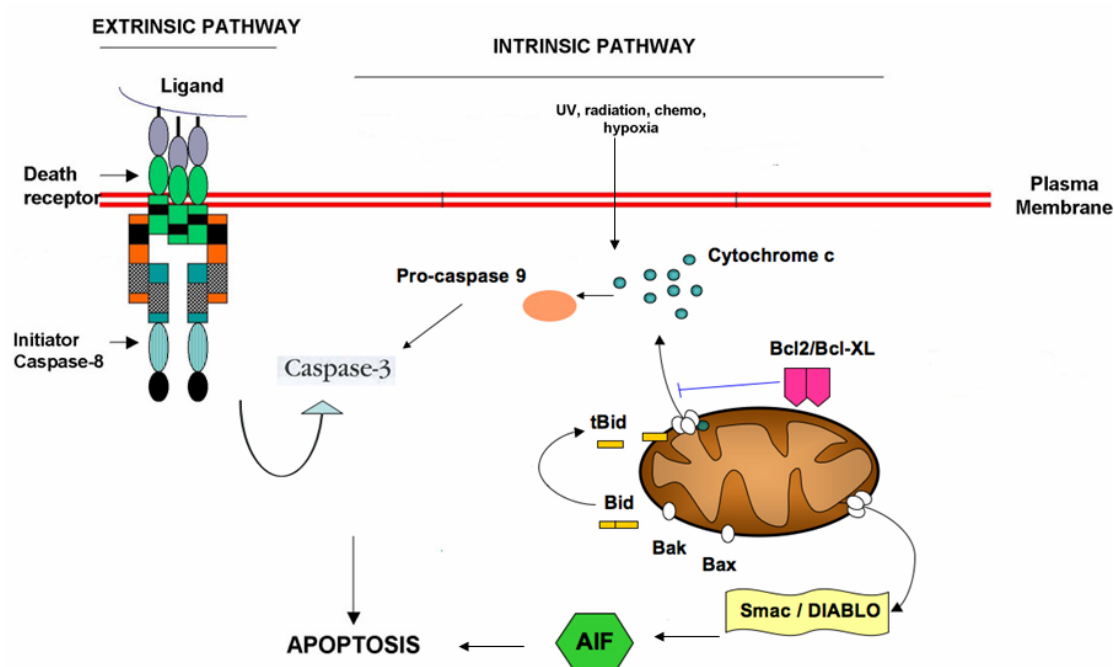 EXTRINSIC PATHWAY
INTRINSIC PATHWAY
Ligand
UV, radiation, chemo,
hypoxia
Death
receptor
Plasma
Membrane
Cytochrome c
Pro-caspase 9
Initiator
Caspase-8
Caspase-3
Bcl2/Bcl-XL
tBid
Bid
Bak
Bax
Smac / DIABLO
AIF
APOPTOSIS